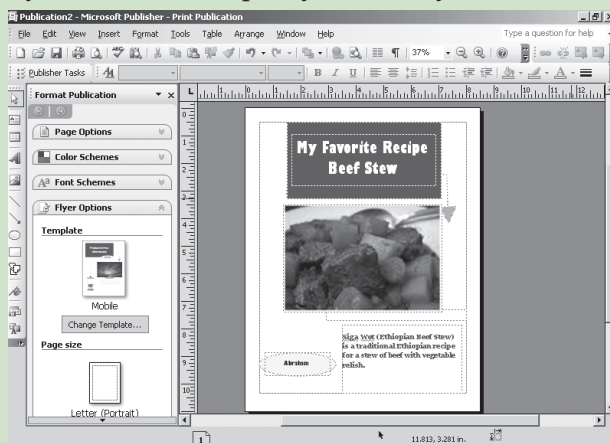 Publication2 - Microsoft Publisher - Print Publication
File Edit View Insert Format Tools Table Arrange Window Help Type a question for help
37%
Publisher Tasks
Format Publication
Page Options
Color Schemes
Font Schemes
Flyer Options
Template
Mobile
Change Template...
Page size
Letter (Portrait)
My Favorite Recipe
Beef Stew
Siga Wot (Ethiopian Beef Stew)
is a traditional Ethiopian recipe
for a stew of beef with vegetable
relish.
Abraham
1
11.813, 3.281 in.